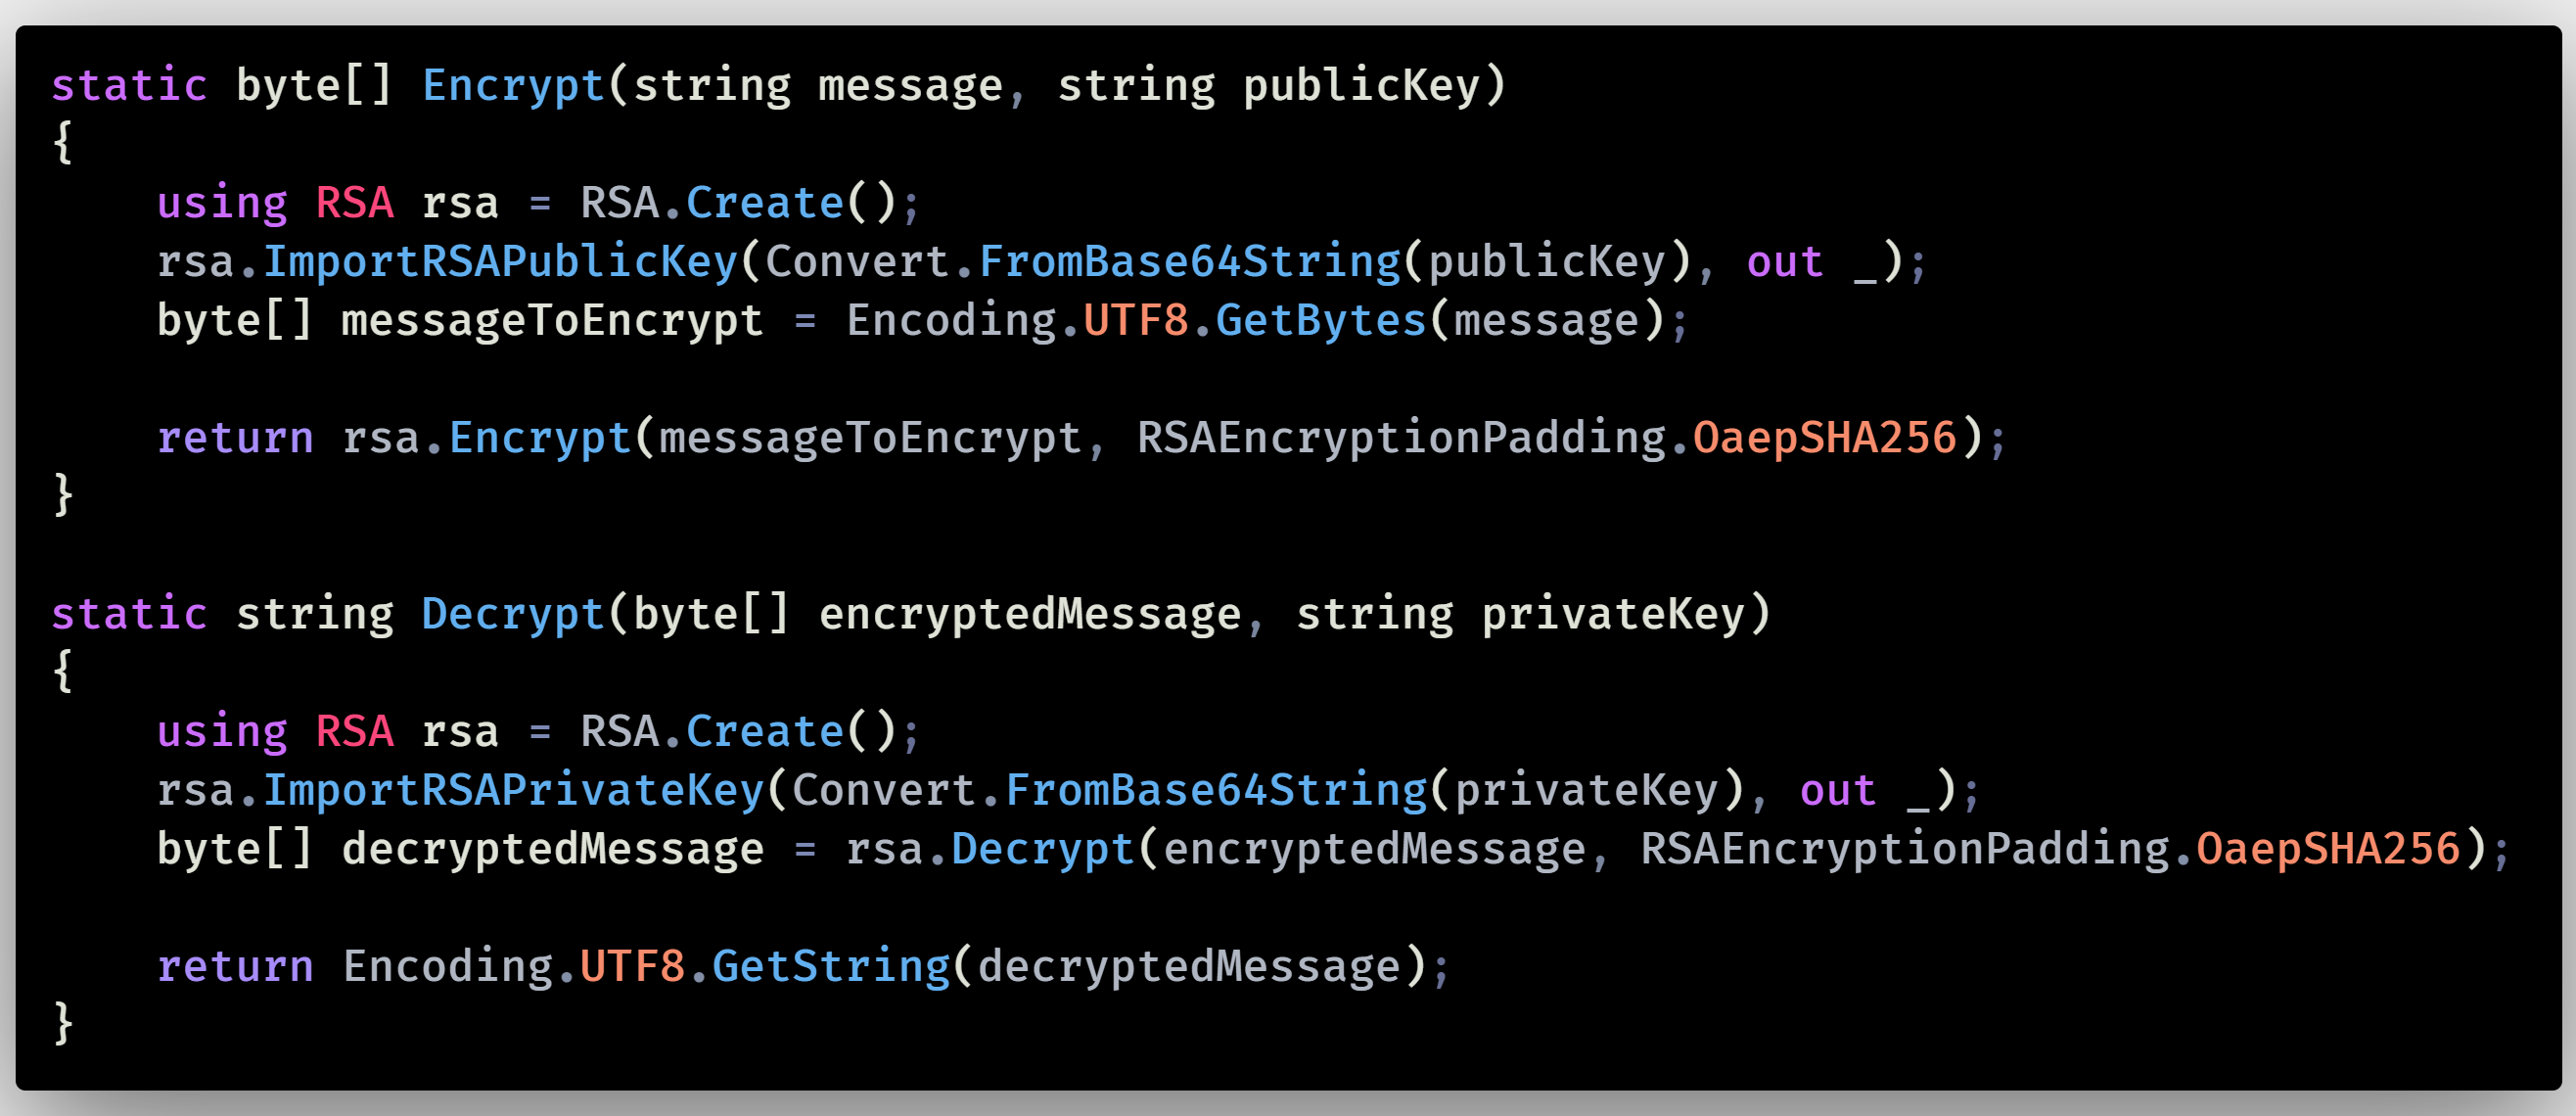 static byte[] Encrypt(string message, string publicKey)
{
    using RSA rsa = RSA.Create();
    rsa.ImportRSAPublicKey(Convert.FromBase64String(publicKey), out _);
    byte[] messageToEncrypt = Encoding.UTF8.GetBytes(message);

    return rsa.Encrypt(messageToEncrypt, RSAEncryptionPadding.OaepSHA256);
}

static string Decrypt(byte[] encryptedMessage, string privateKey)
{
    using RSA rsa = RSA.Create();
    rsa.ImportRSAPrivateKey(Convert.FromBase64String(privateKey), out _);
    byte[] decryptedMessage = rsa.Decrypt(encryptedMessage, RSAEncryptionPadding.OaepSHA256);

    return Encoding.UTF8.GetString(decryptedMessage);
}